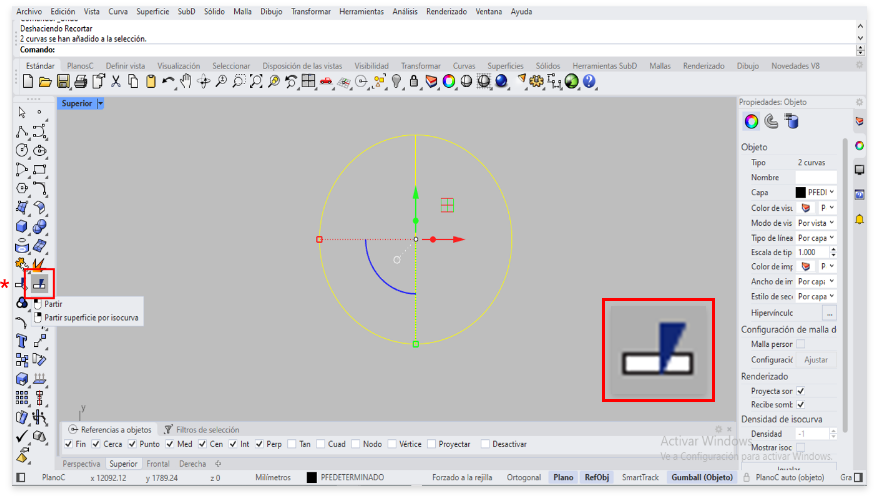 Archivo Edición Vista Curva Superficie SubD Sólido Malla Dibujo Transformar Herramientas Análisis Renderizado Ventana Ayuda
Deshaciendo Recortar
2 curvas se han añadido a la selección.
Comando:
Estándar PlanosC Definir vista Visualización Seleccionar Disposición de las vistas Visibilidad Transformar Curvas Superficies Sólidos Herramientas SubD Mallas Renderizado Dibujo Novedades V8
Superior
Propiedades: Objeto
Objeto
Tipo 2 curvas
Nombre
Capa PFEDI
Color de visu P
Modo de vis Por vista
Tipo de línea Por capa
Escala de tip 1.000
Color de imp P
Ancho de im Por capa
Estilo de secc Por capa
Hipervínculo ...
Configuración de malla d
Malla person
Configuració Ajustar
Renderizado
Proyecta son
Recibe somb
Densidad de isocurva
Densidad -1
Mostrar isoc
*
Partir
Partir superficie por isocurva
y
Referencias a objetos Filtros de selección
Fin Cerca Punto Med Cen Int Perp Tan Cuad Nodo Vértice Proyectar Desactivar
Activar Windows
Ve a Configuración para activar Windows.
Perspectiva Superior Frontal Derecha
PlanoC x 12092.12 y 1789.24 z 0 Milímetros PFEDETERMINADO Forzado a la rejilla Ortogonal Plano RefObj SmartTrack Gumball (Objeto) PlanoC auto (objeto) Gra